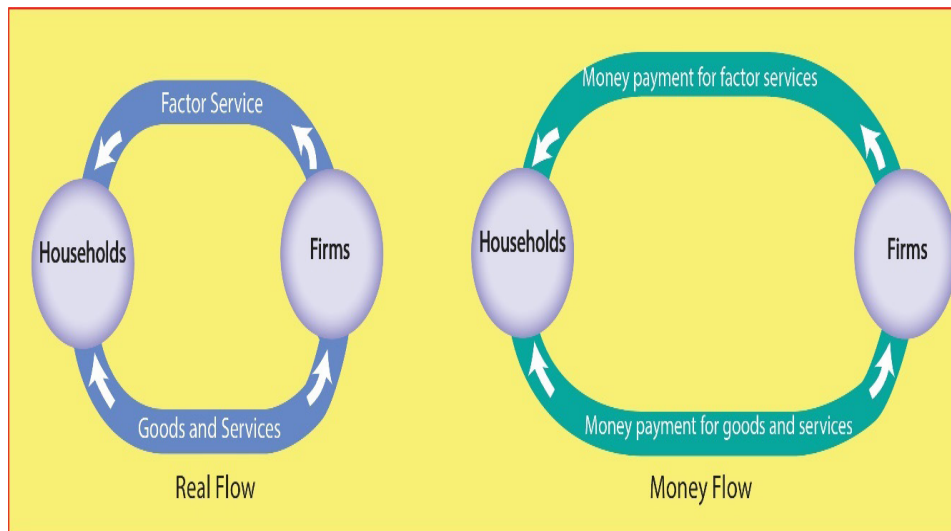 Factor Service
Households
Firms
Goods and Services
Real Flow
Money payment for factor services
Households
Firms
Money payment for goods and services
Money Flow